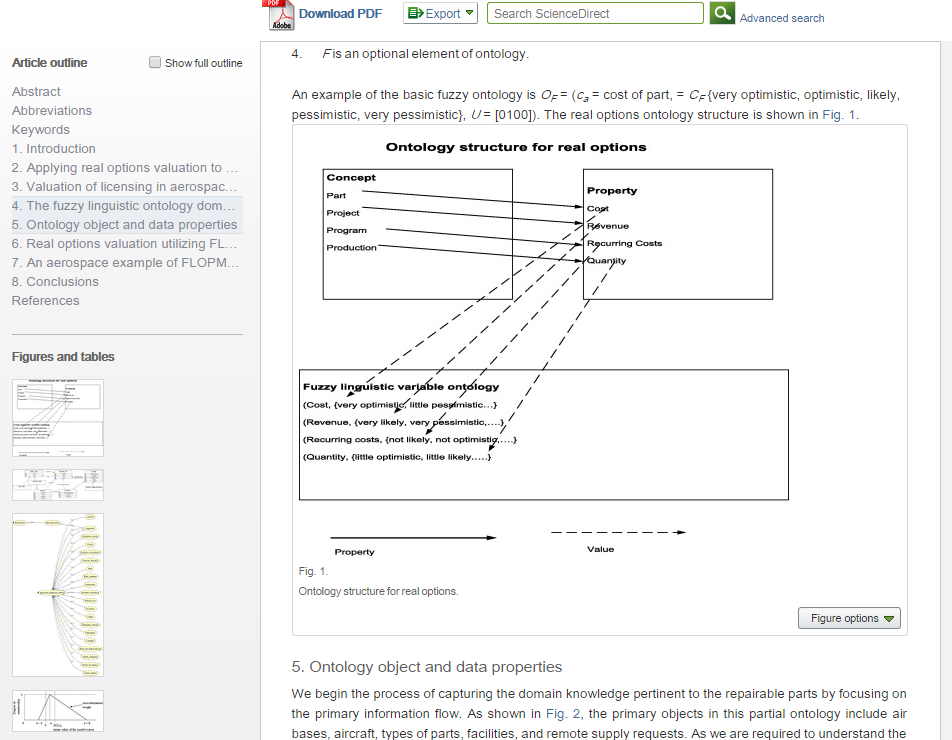 PDF
Adobe
Download PDF
Export
Search ScienceDirect
Advanced search
Article outline
Show full outline
Abstract
Abbreviations
Keywords
1. Introduction
2. Applying real options valuation to ...
3. Valuation of licensing in aerospac...
4. The fuzzy linguistic ontology dom...
5. Ontology object and data properties
6. Real options valuation utilizing FL...
7. An aerospace example of FLOPM...
8. Conclusions
References
Figures and tables
4. F is an optional element of ontology.
An example of the basic fuzzy ontology is OF = (ca = cost of part, = CF{very optimistic, optimistic, likely,
pessimistic, very pessimistic}, U = [0100]). The real options ontology structure is shown in Fig. 1.
Ontology structure for real options
Concept
Part
Project
Program
Production
Property
Cost
Revenue
Recurring Costs
Quantity
Fuzzy linguistic variable ontology
(Cost, {very optimistic, little pessimistic...}
(Revenue, {very likely, very pessimistic,....}
(Recurring costs, {not likely, not optimistic,....}
(Quantity, {little optimistic, little likely.....}
Property
Value
Fig. 1.
Ontology structure for real options.
Figure options
5. Ontology object and data properties
We begin the process of capturing the domain knowledge pertinent to the repairable parts by focusing on
the primary information flow. As shown in Fig. 2, the primary objects in this partial ontology include air
bases, aircraft, types of parts, facilities, and remote supply requests. As we are required to understand the